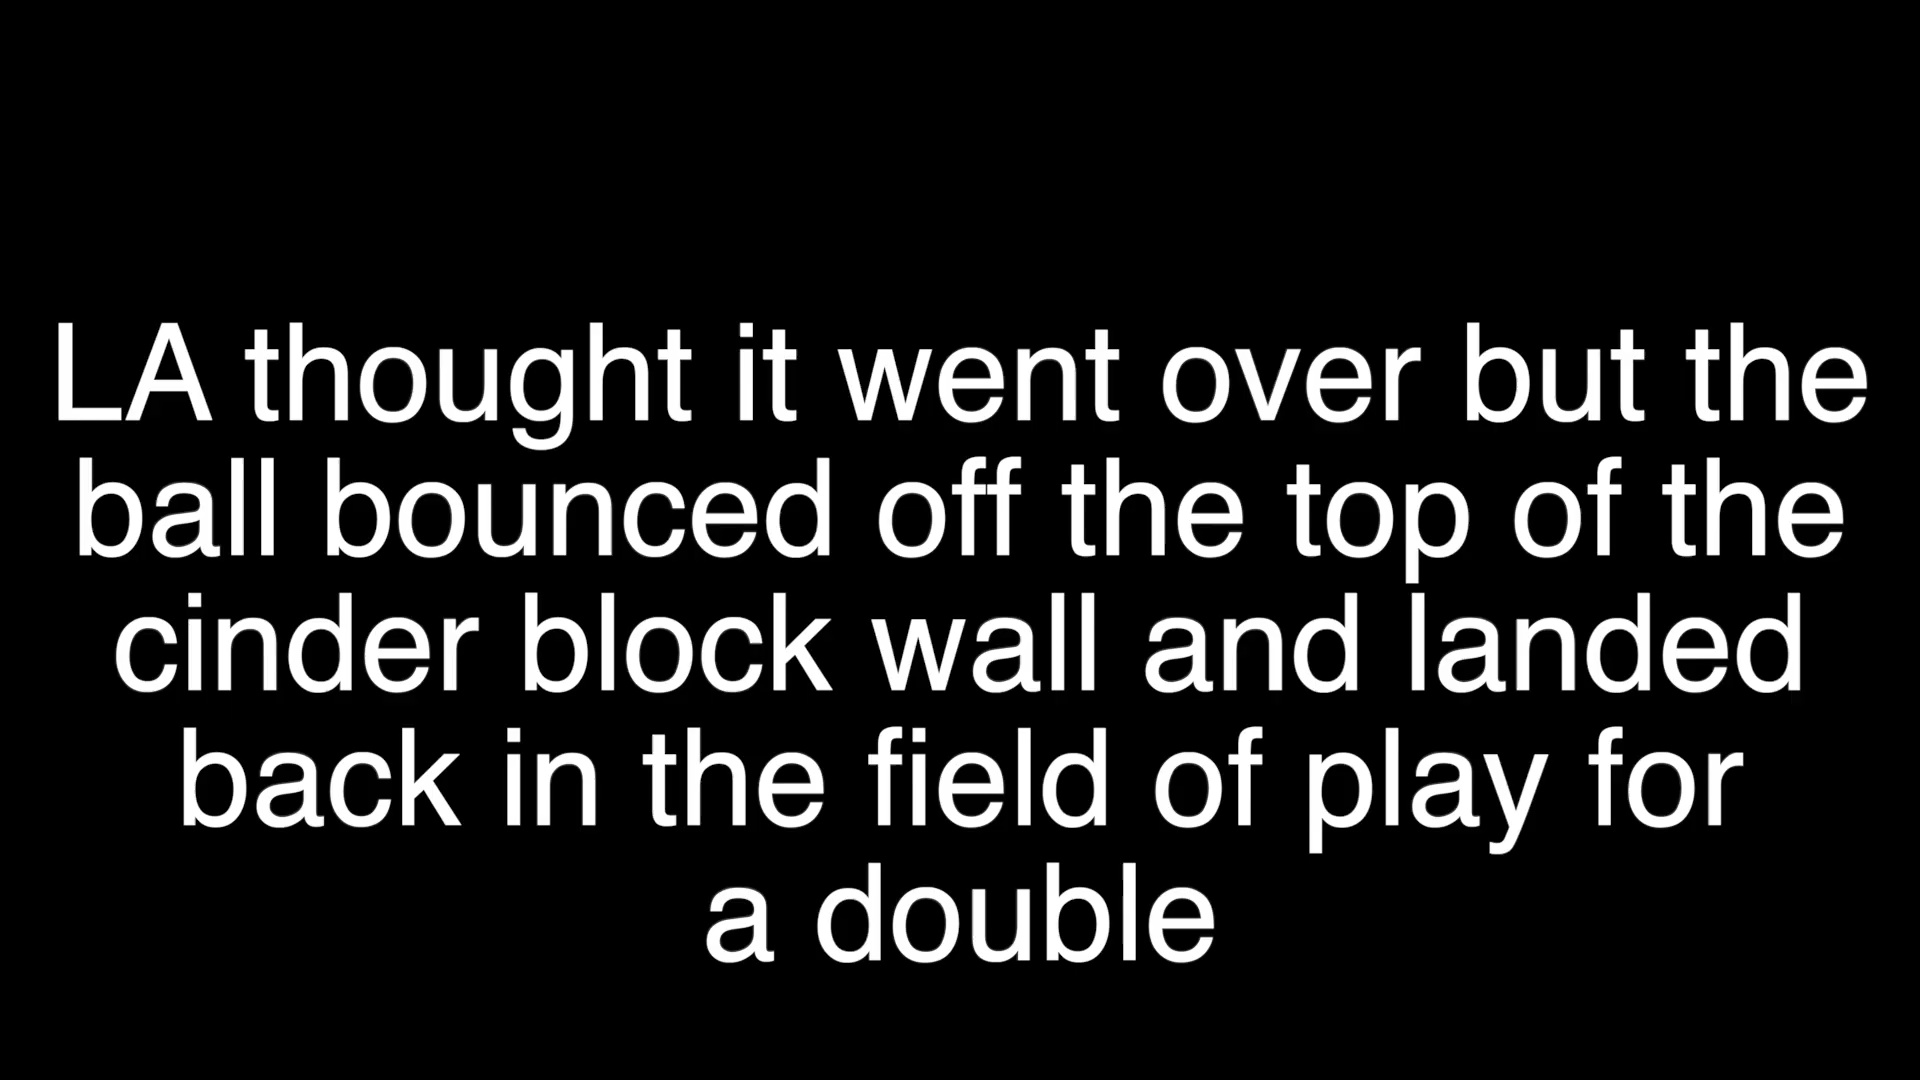 LA thought it went over but the
ball bounced off the top of the
cinder block wall and landed
back in the field of play for
a double